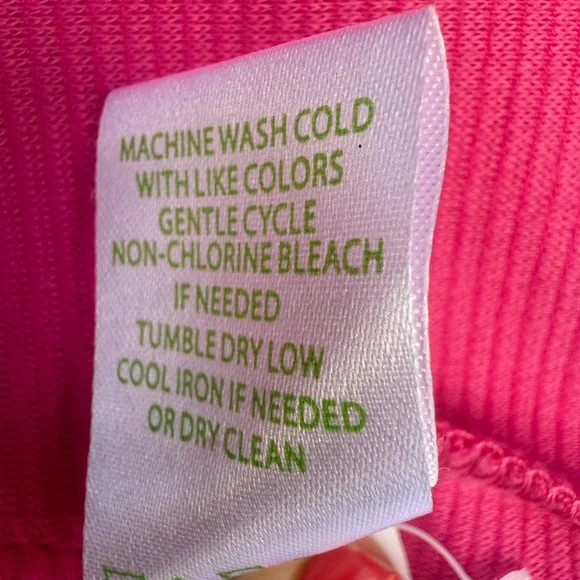 MACHINE WASH COLD
WITH LIKE COLORS
GENTLE CYCLE
NON-CHLORINE BLEACH
IF NEEDED
TUMBLE DRY LOW
COOL IRON IF NEEDED
OR DRY CLEAN